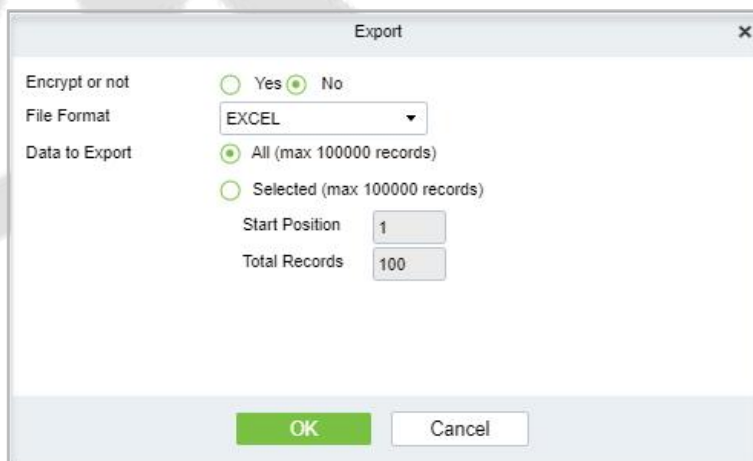 Export
Encrypt or not Yes No
File Format EXCEL
Data to Export All (max 100000 records)
Selected (max 100000 records)
Start Position 1
Total Records 100
OK Cancel